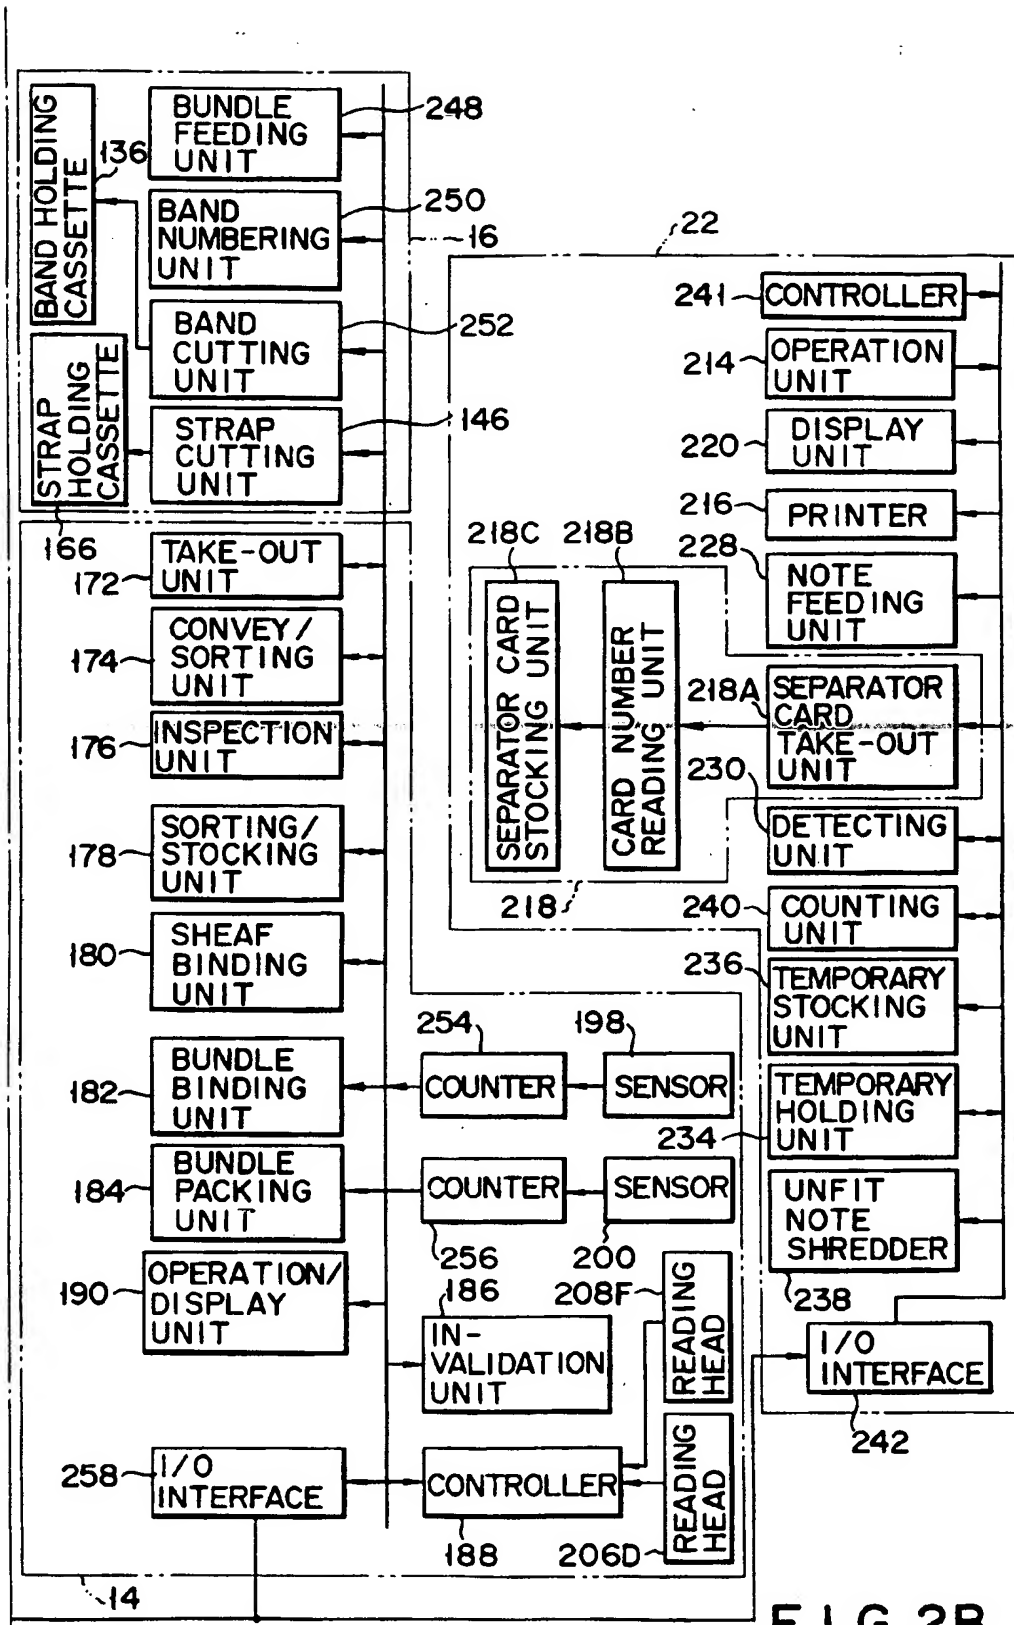 BAND HOLDING
CASSETTE
136
BUNDLE
FEEDING
UNIT
248
BAND
NUMBERING
UNIT
250
16
BAND
CUTTING
UNIT
252
STRAP
HOLDING
CASSETTE
166
STRAP
CUTTING
UNIT
146
TAKE-OUT
UNIT
172
CONVEY/
SORTING
UNIT
174
INSPECTION
UNIT
176
SORTING/
STOCKING
UNIT
178
SHEAF
BINDING
UNIT
180
BUNDLE
BINDING
UNIT
182
254
COUNTER
198
SENSOR
BUNDLE
PACKING
UNIT
184
COUNTER
256
SENSOR
200
OPERATION/
DISPLAY
UNIT
190
186
IN-
VALIDATION
UNIT
208F
READING
HEAD
258
I/O
INTERFACE
CONTROLLER
188
READING
HEAD
206D
14
22
241
CONTROLLER
214
OPERATION
UNIT
220
DISPLAY
UNIT
216
PRINTER
228
NOTE
FEEDING
UNIT
218C
SEPARATOR CARD
STOCKING UNIT
218B
CARD NUMBER
READING UNIT
218A
SEPARATOR
CARD
TAKE-OUT
UNIT
218
230
DETECTING
UNIT
240
COUNTING
UNIT
236
TEMPORARY
STOCKING
UNIT
TEMPORARY
HOLDING
UNIT
234
UNFIT
NOTE
SHREDDER
238
I/O
INTERFACE
242
FIG. 2B